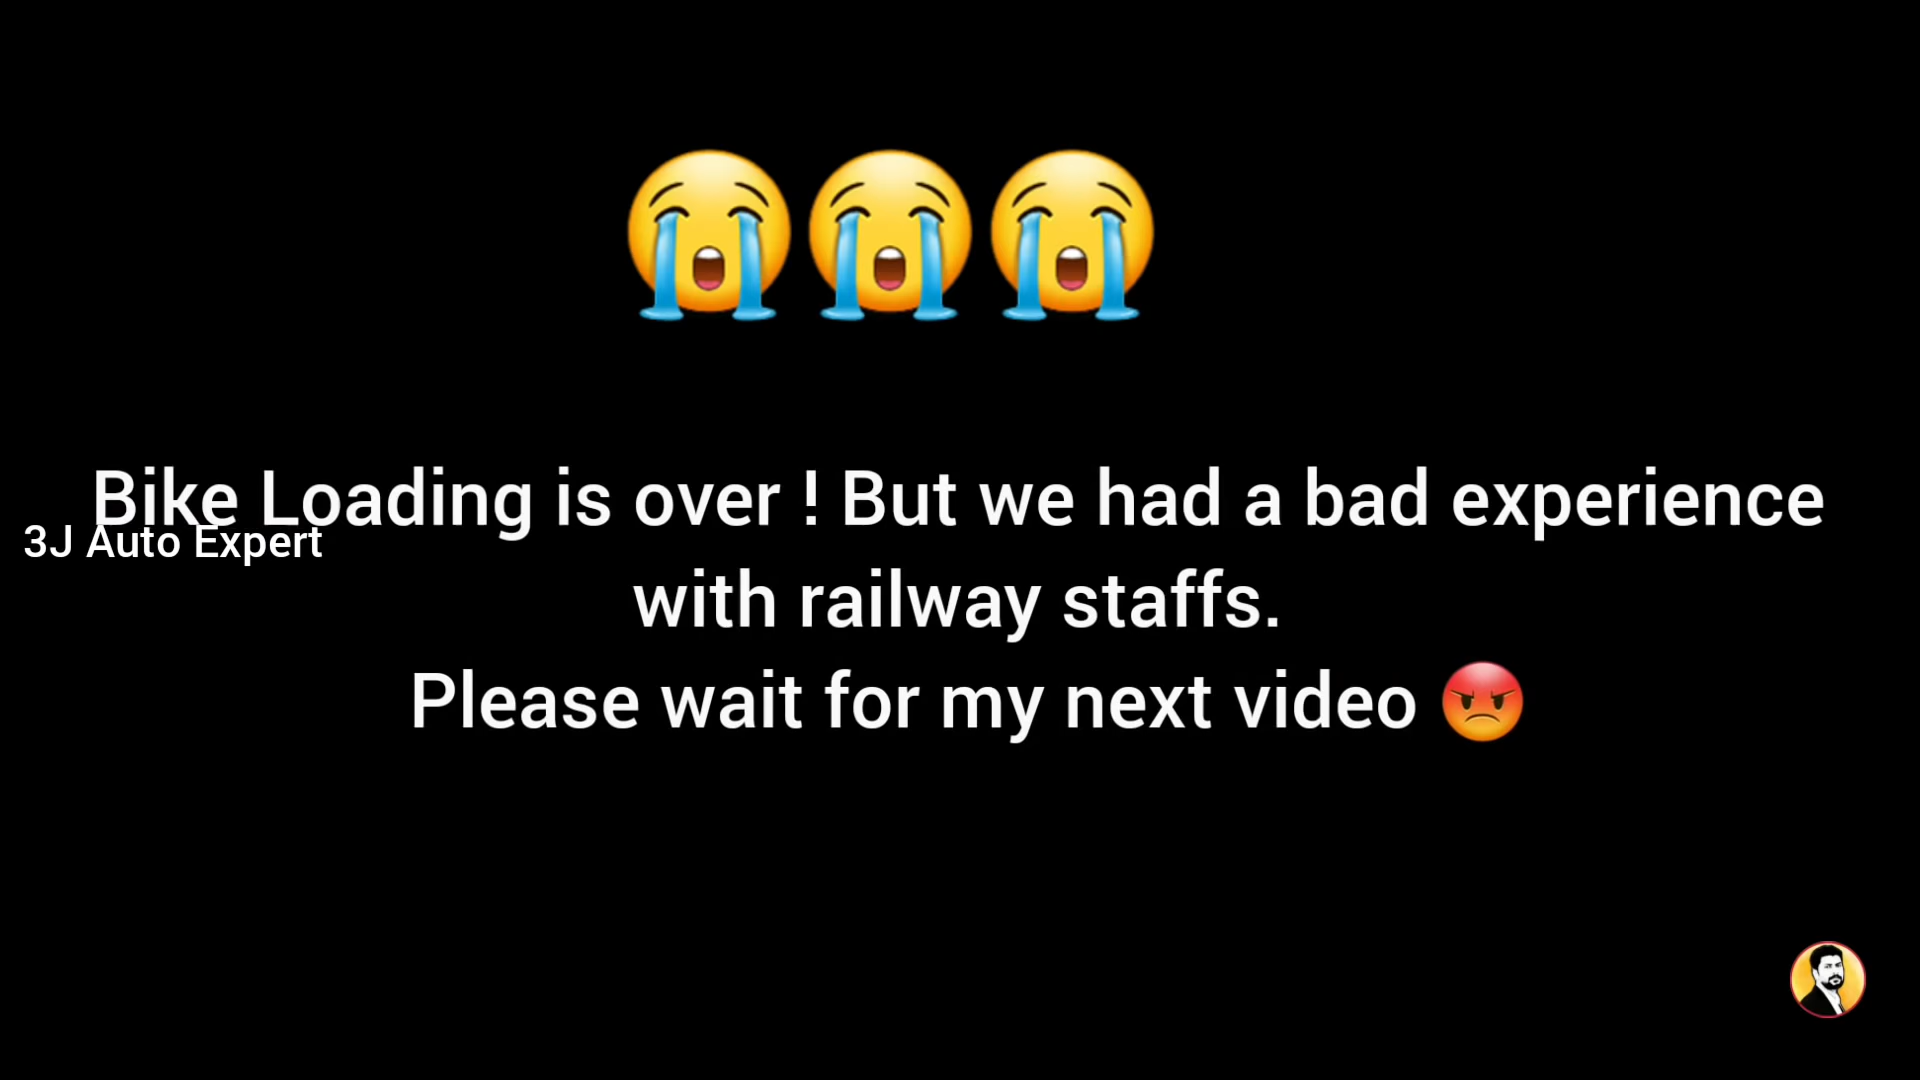 😭😭😭
Bike Loading is over ! But we had a bad experience
3J Auto Expert
with railway staffs.
Please wait for my next video 😡